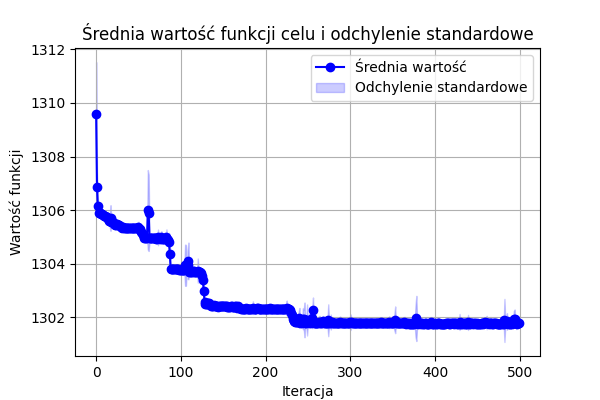 Średnia wartość funkcji celu i odchylenie standardowe
1312
1310
1308
1306
1304
1302
Wartość funkcji
Średnia wartość
Odchylenie standardowe
0
100
200
300
400
500
Iteracja